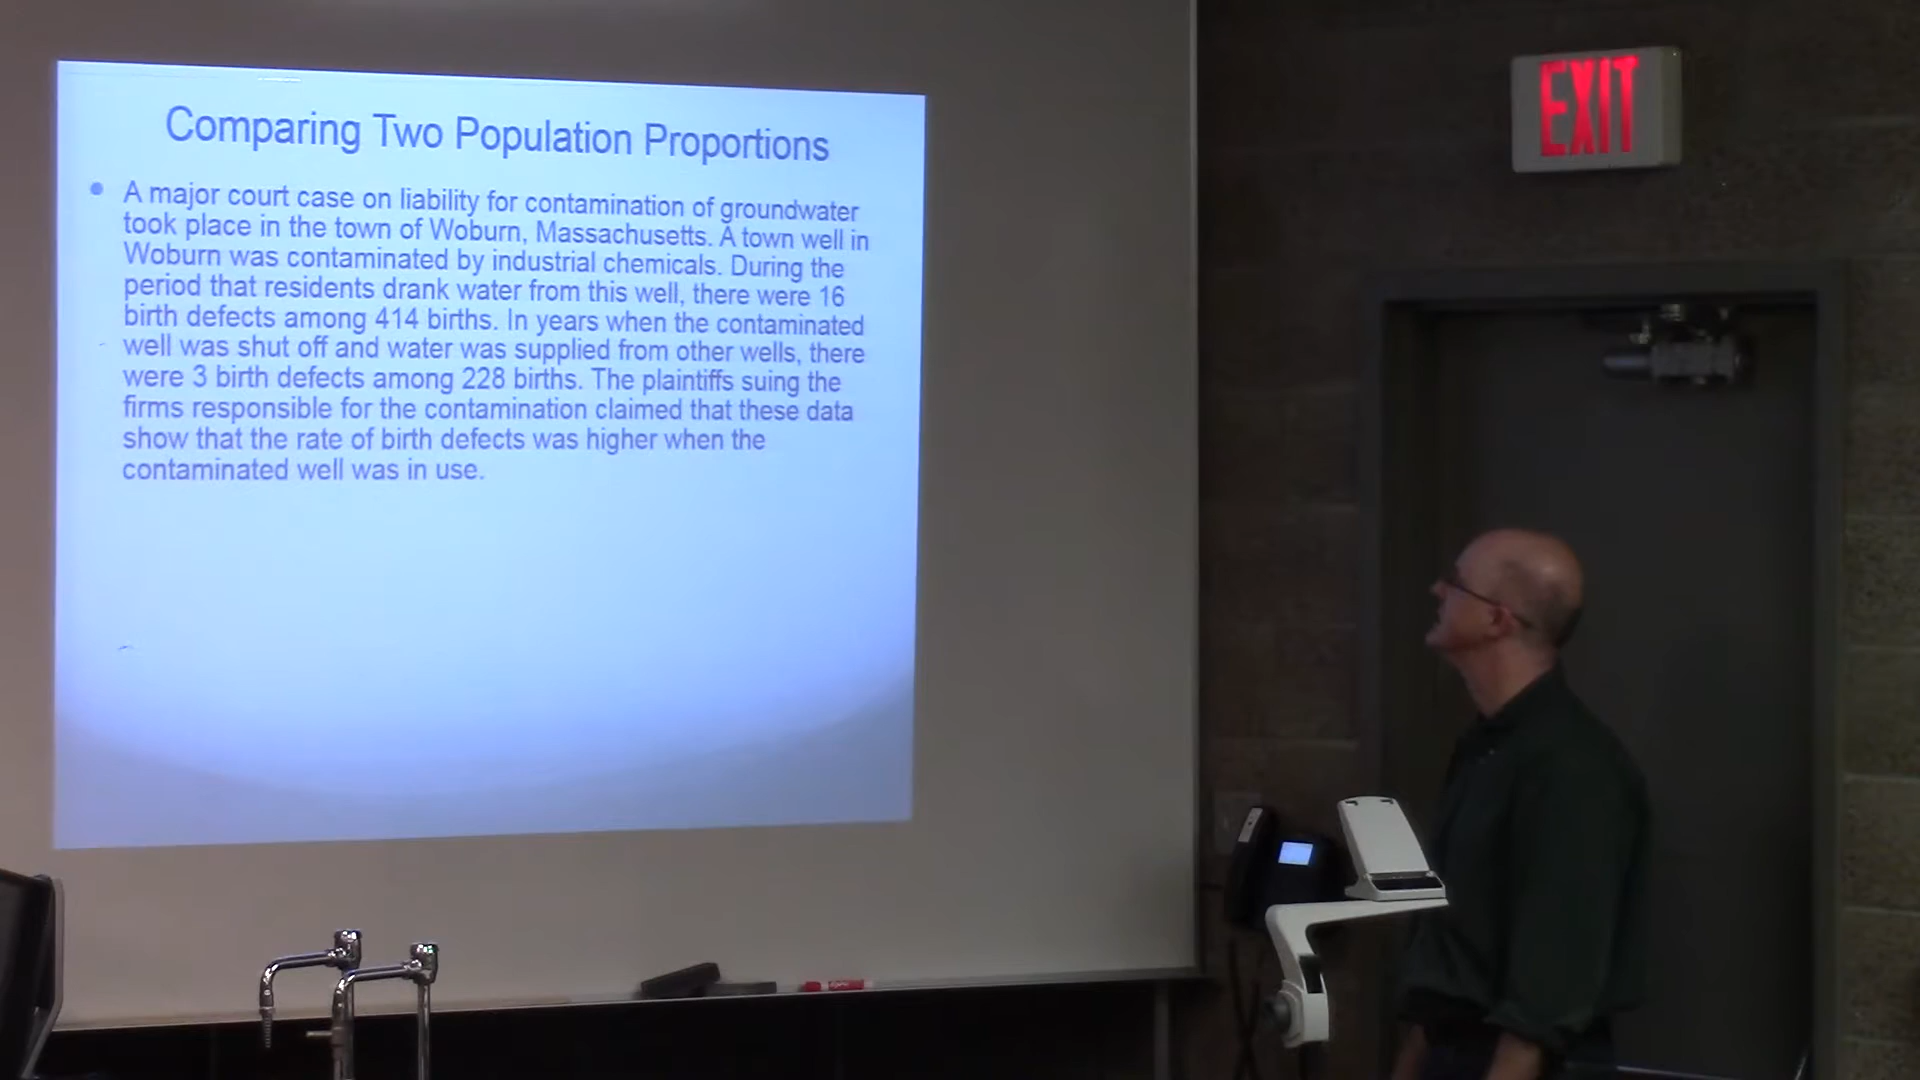 Comparing Two Population Proportions
A major court case on liability for contamination of groundwater
took place in the town of Woburn, Massachusetts. A town well in
Woburn was contaminated by industrial chemicals. During the
period that residents drank water from this well, there were 16
birth defects among 414 births. In years when the contaminated
well was shut off and water was supplied from other wells, there
were 3 birth defects among 228 births. The plaintiffs suing the
firms responsible for the contamination claimed that these data
show that the rate of birth defects was higher when the
contaminated well was in use.
EXIT